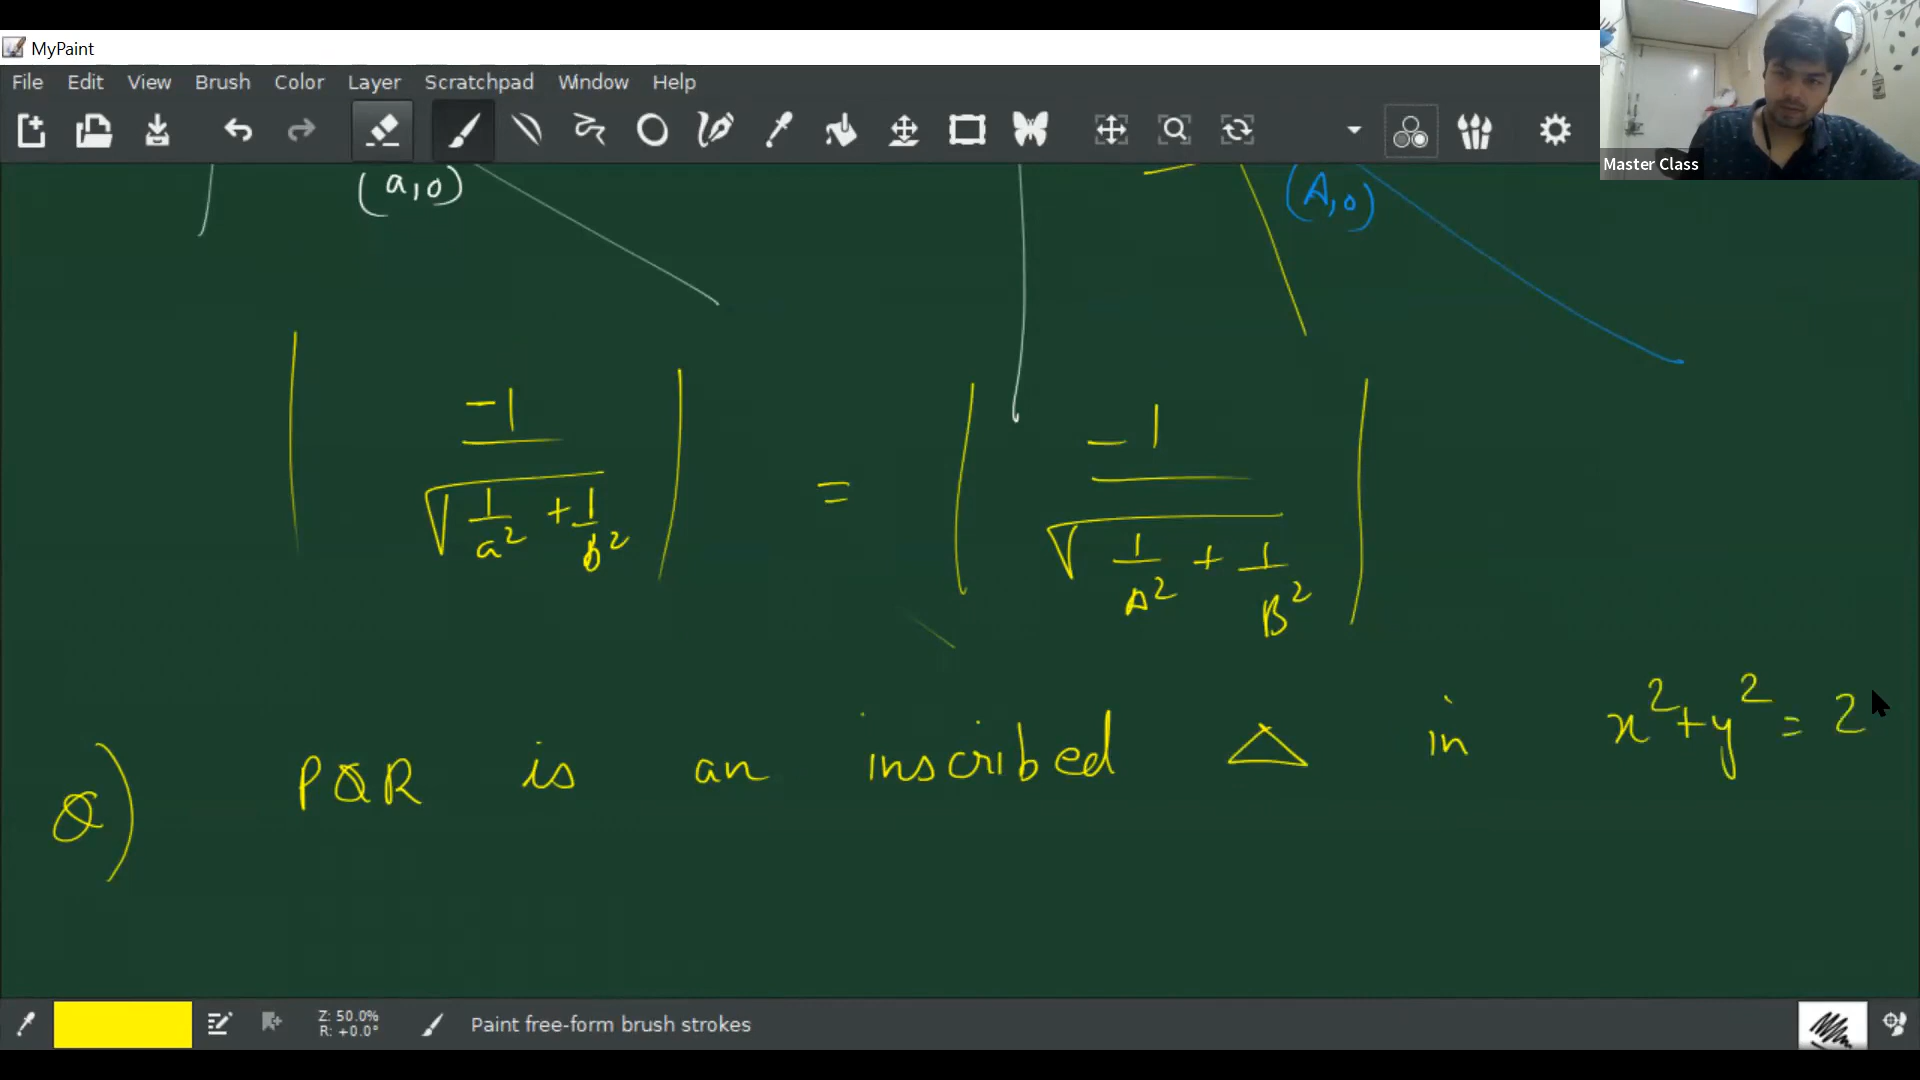 MyPaint
File Edit View Brush Color Layer Scratchpad Window Help
Master Class
(a,0)
(A,0)
| -1 / √(1/a² + 1/b²) | = | -1 / √(1/A² + 1/B²) |
Q) PQR is an inscribed △ in x²+y² = 2
Z: 50.0%
R: +0.0°
Paint free-form brush strokes